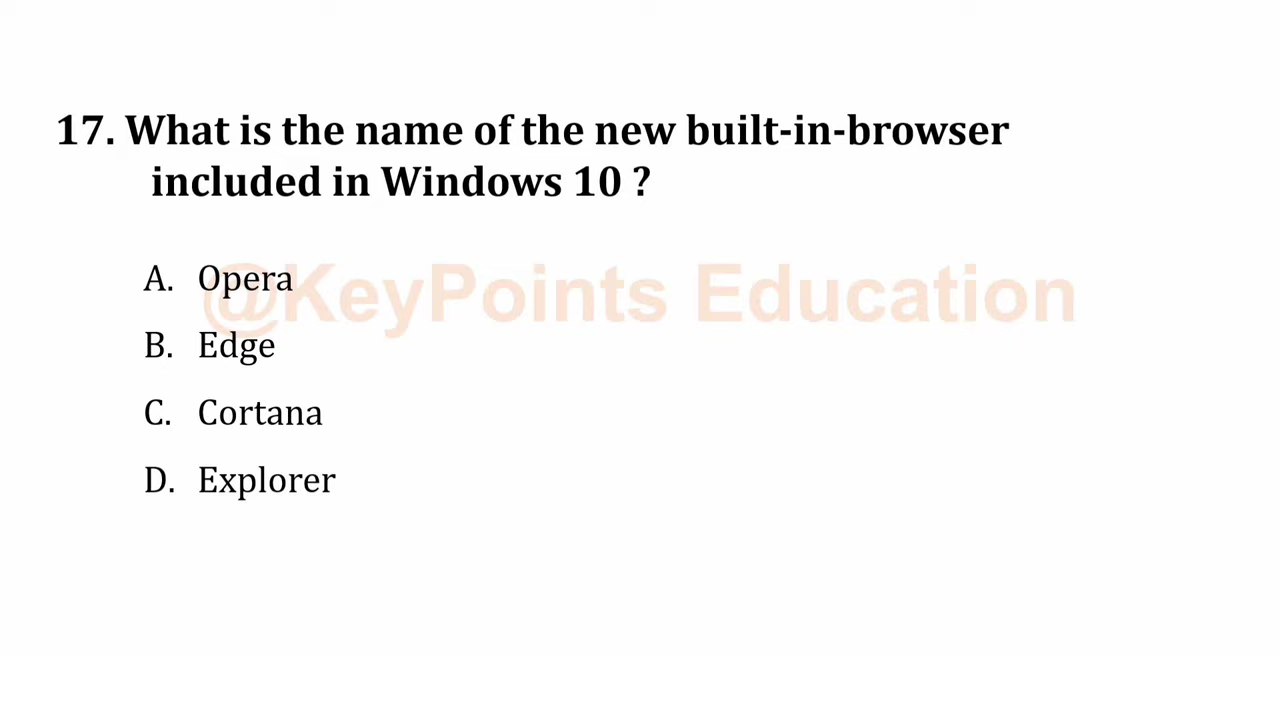 17. What is the name of the new built-in-browser
included in Windows 10 ?
@KeyPoints Education
A. Opera
B. Edge
C. Cortana
D. Explorer